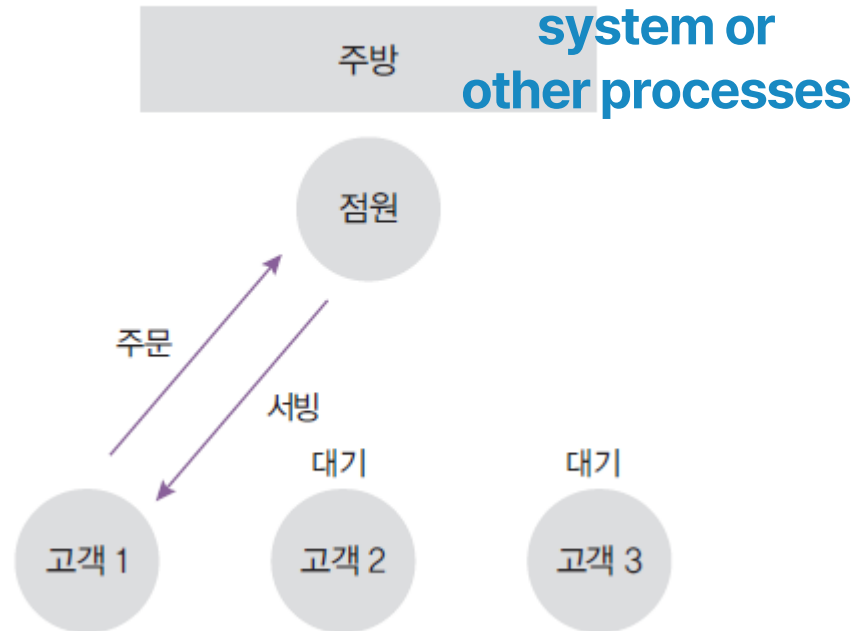 system or
주방
other processes
점원
주문
서빙
대기
대기
고객 1
고객 2
고객 3